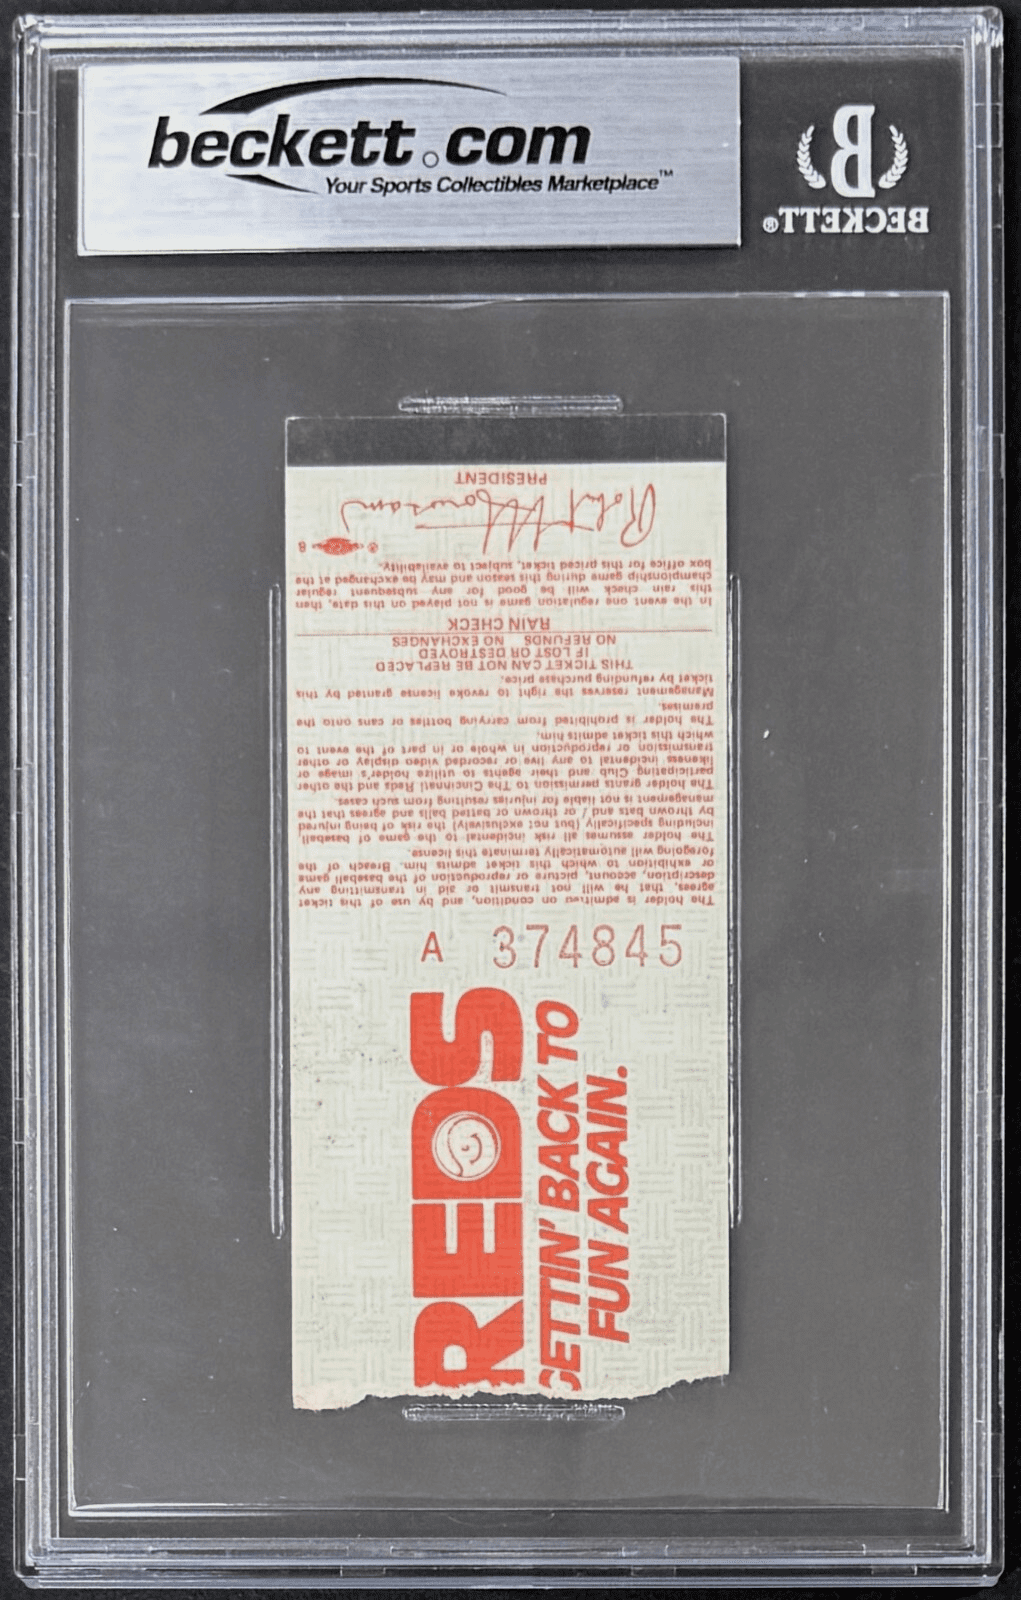 beckett.com
Your Sports Collectibles Marketplace™
B
BECKETT®
The holder is admitted on condition, and by use of this ticket
agrees, that he will not transmit or aid in transmitting any
description, account, picture or reproduction of the baseball game
or exhibition to which this ticket admits him. Breach of the
foregoing will automatically terminate this license.
The holder assumes all risk incidental to the game of baseball,
including specifically (but not exclusively) the risk of being injured
by thrown bats and / or thrown or batted balls and agrees that the
management is not liable for injuries resulting from such cases.
The holder grants permission to The Cincinnati Reds and the other
participating Club and their agents to utilize holder's image or
likeness incidental to any live or recorded video display or other
transmission or reproduction in whole or in part of the event to
which this ticket admits him.
The holder is prohibited from carrying bottles or cans onto the
premises.
Management reserves the right to revoke license granted by this
ticket by refunding purchase price.
THIS TICKET CAN NOT BE REPLACED
IF LOST OR DESTROYED
NO REFUNDS NO EXCHANGES
RAIN CHECK
In the event one regulation game is not played on this date, then
this rain check will be good for any subsequent regular
championship game during this season and may be exchanged at the
box office for this priced ticket, subject to availability.
® 8
Robert L. Howsam
PRESIDENT
A 374845
REDS
GETTIN' BACK TO
FUN AGAIN.